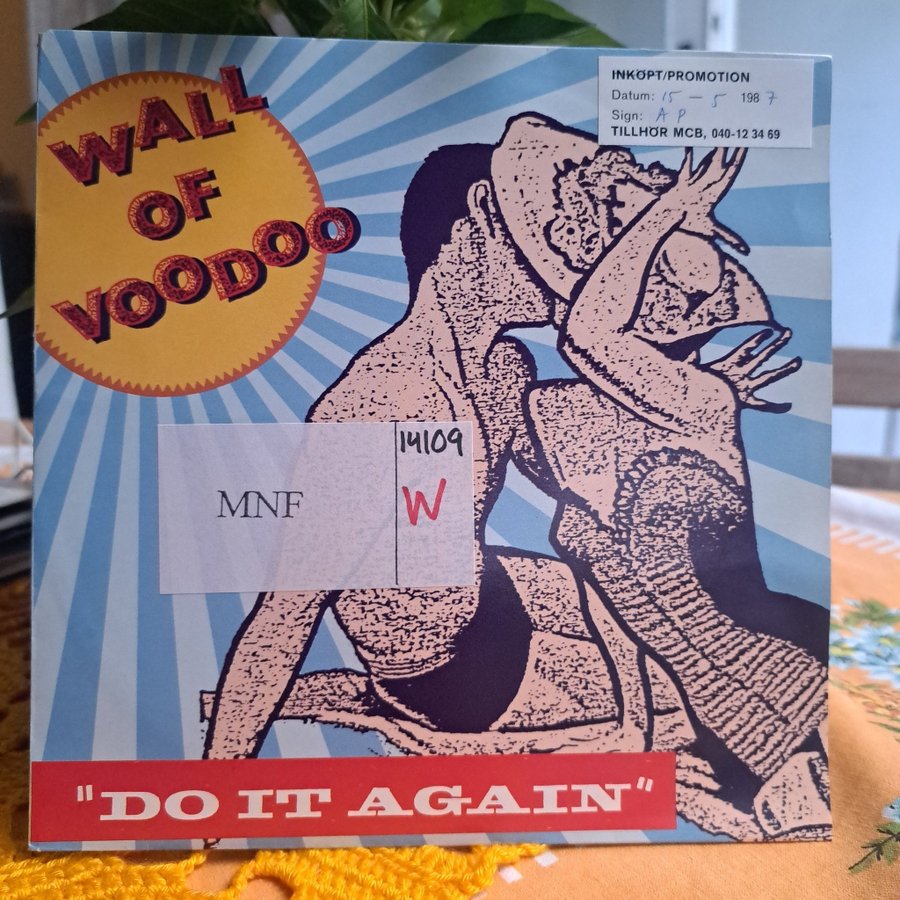 WALL
OF
VOODOO
INKÖPT/PROMOTION
Datum: 15 — 5 1987
Sign: A P
TILLHÖR MCB, 040-12 34 69
14109
MNF
W
"DO IT AGAIN"